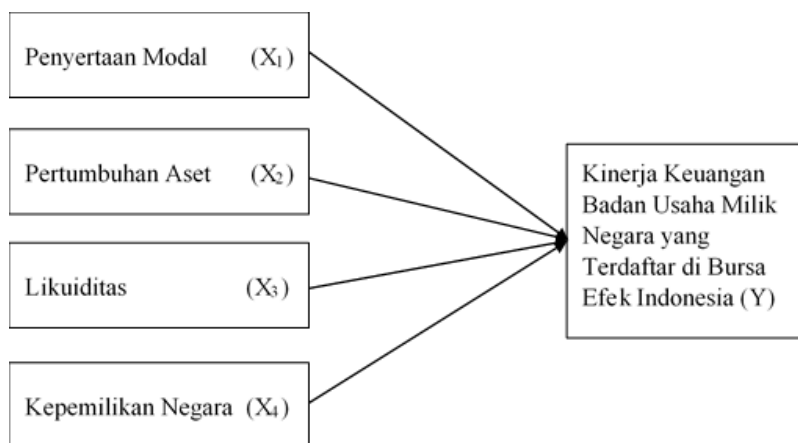 Penyertaan Modal (X₁)
Pertumbuhan Aset (X₂)
Likuiditas (X₃)
Kepemilikan Negara (X₄)
Kinerja Keuangan
Badan Usaha Milik
Negara yang
Terdaftar di Bursa
Efek Indonesia (Y)